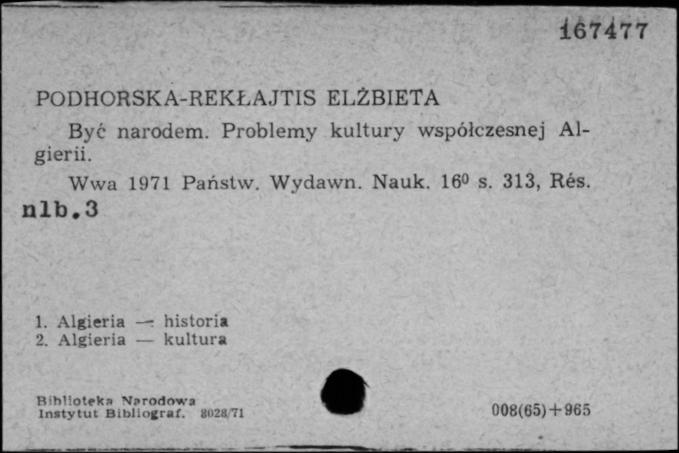 167477
PODHORSKA-REKŁAJTIS ELŻBIETA
Być narodem. Problemy kultury współczesnej Al-
gierii.
Wwa 1971 Państw. Wydawn. Nauk. 16⁰ s. 313, Rés.
nlb.3
1. Algieria — historia
2. Algieria — kultura
Biblioteka Narodowa
Instytut Bibliograf. 8028/71
008(65)+965